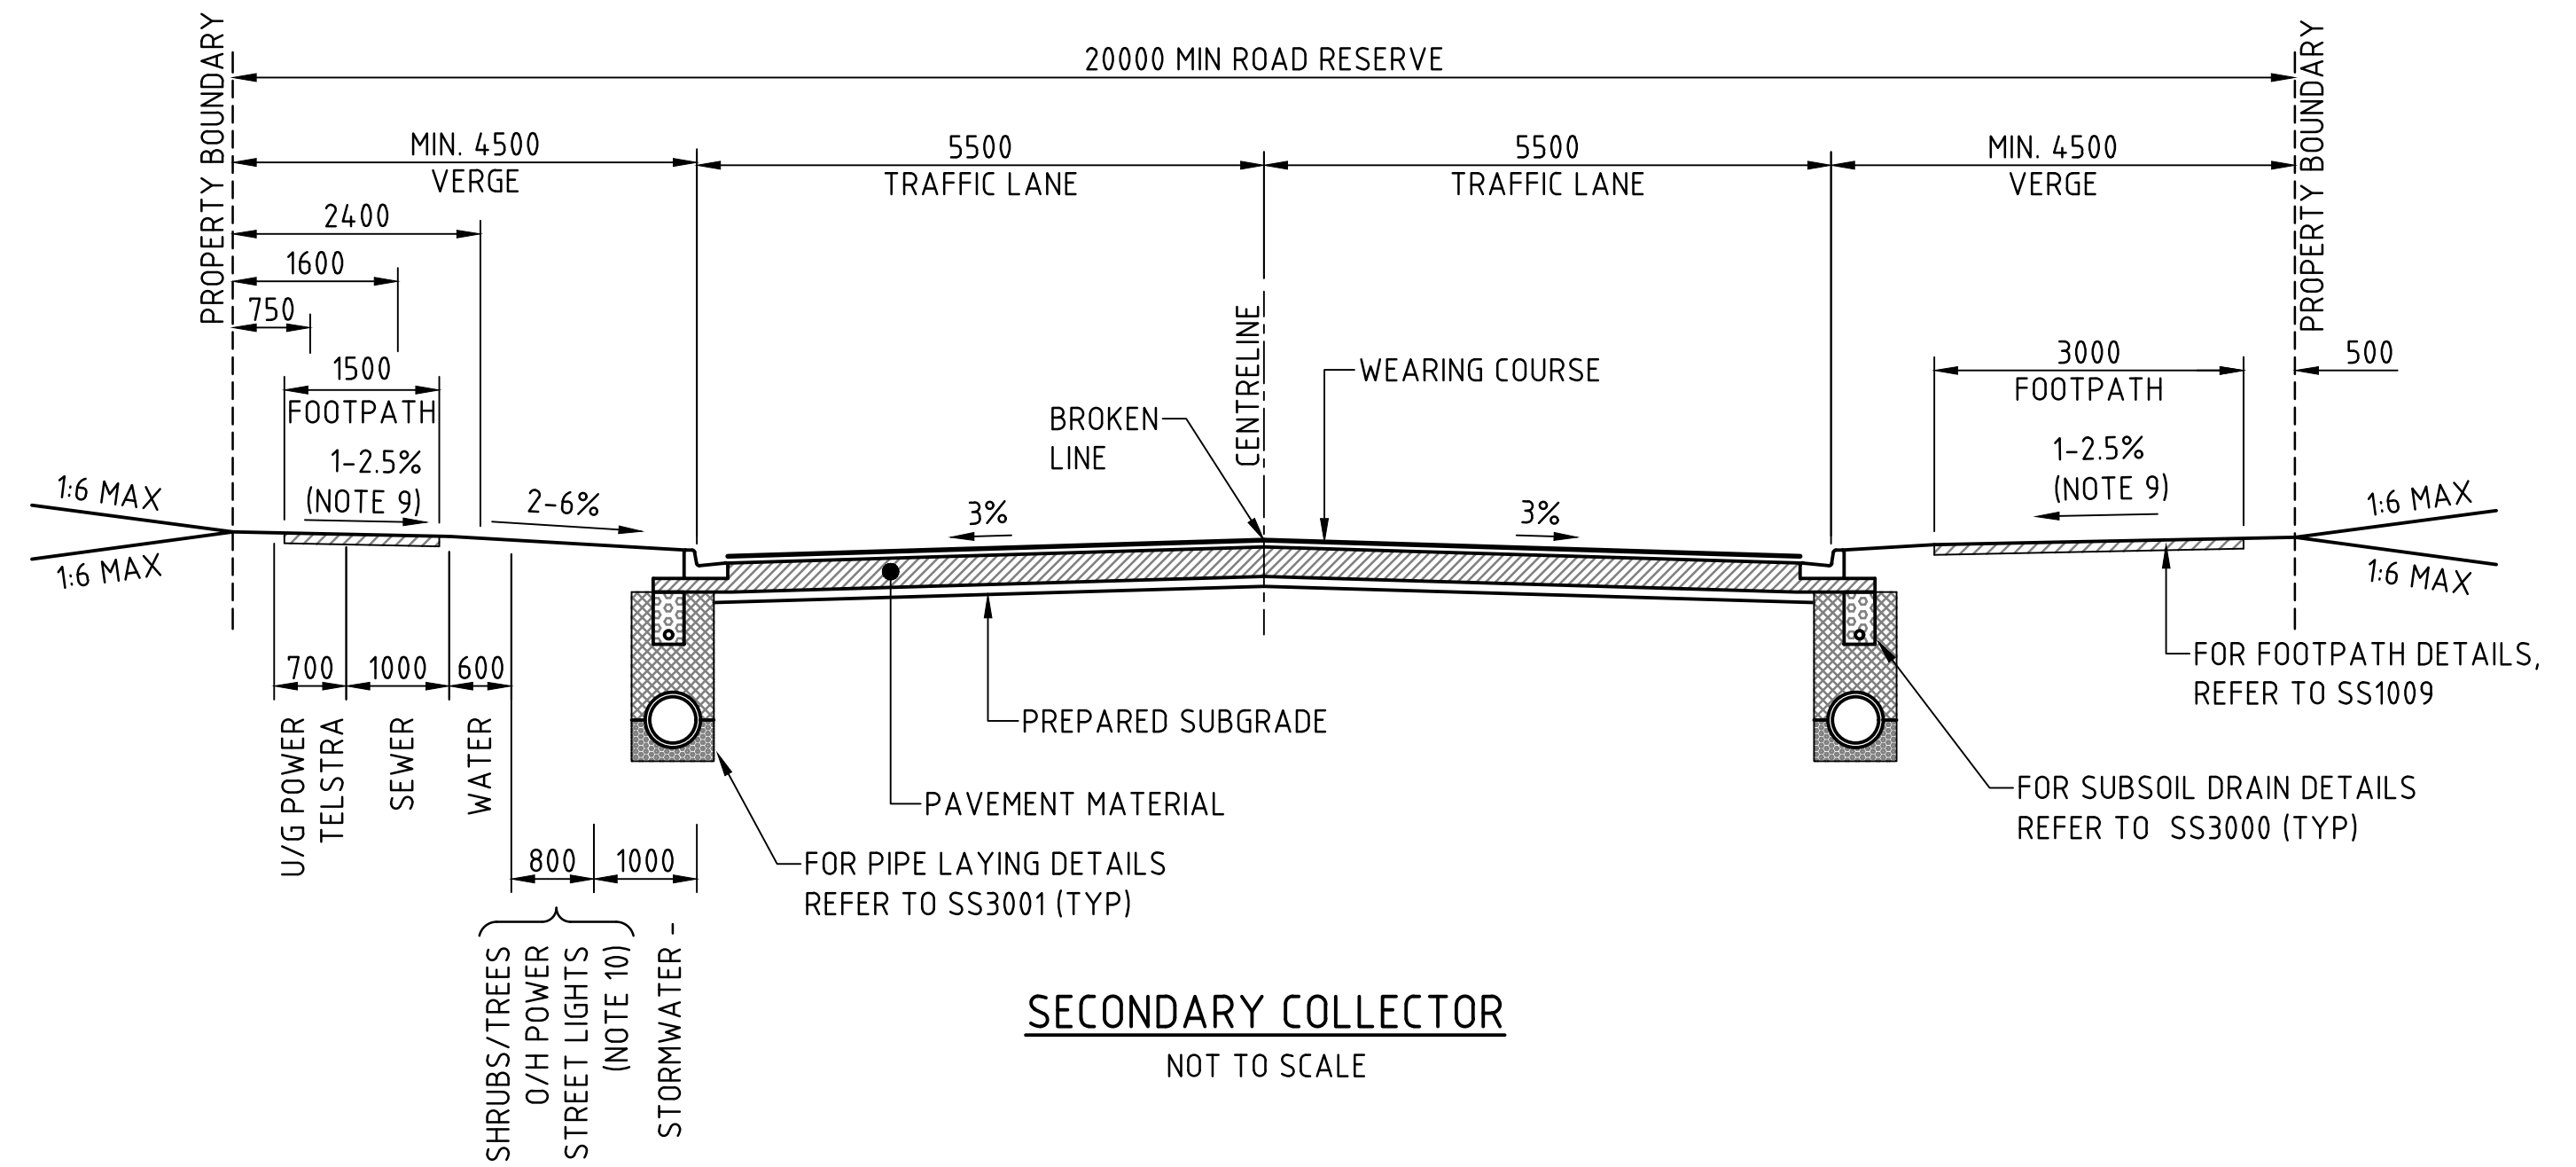 20000 MIN ROAD RESERVE
PROPERTY BOUNDARY
PROPERTY BOUNDARY
MIN. 4500
VERGE
5500
TRAFFIC LANE
5500
TRAFFIC LANE
MIN. 4500
VERGE
2400
1600
750
1500
FOOTPATH
1-2.5%
(NOTE 9)
2-6%
1:6 MAX
1:6 MAX
CENTRELINE
WEARING COURSE
BROKEN
LINE
3%
3%
3000
FOOTPATH
500
1-2.5%
(NOTE 9)
1:6 MAX
1:6 MAX
700
1000
600
U/G POWER
TELSTRA
SEWER
WATER
FOR FOOTPATH DETAILS,
REFER TO SS1009
PREPARED SUBGRADE
PAVEMENT MATERIAL
FOR SUBSOIL DRAIN DETAILS
REFER TO SS3000 (TYP)
800
1000
FOR PIPE LAYING DETAILS
REFER TO SS3001 (TYP)
SHRUBS/TREES
O/H POWER
STREET LIGHTS
(NOTE 10)
STORMWATER -
SECONDARY COLLECTOR
NOT TO SCALE